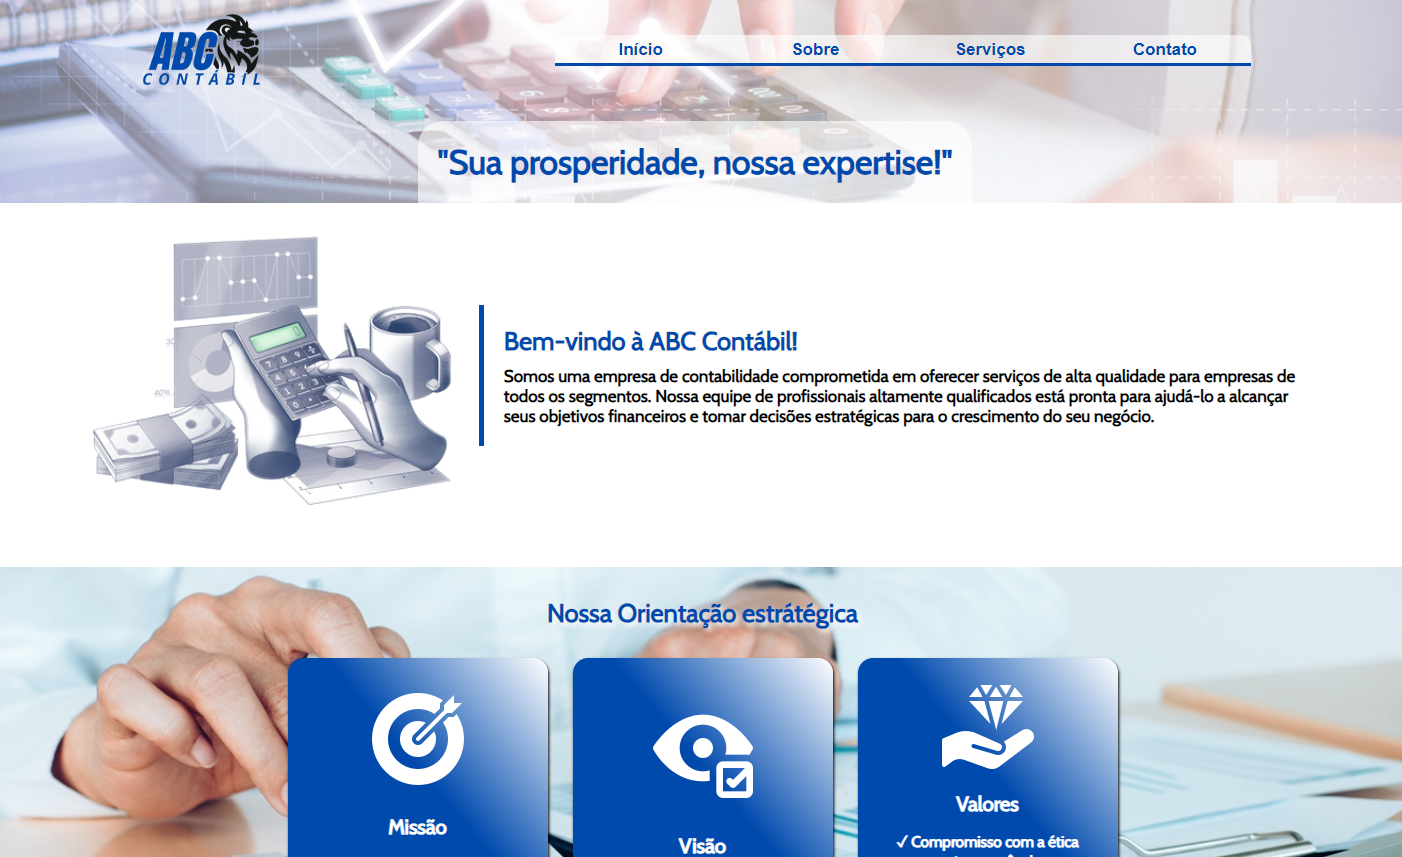 ABC
CONTÁBIL
Início
Sobre
Serviços
Contato
"Sua prosperidade, nossa expertise!"
40%
Bem-vindo à ABC Contábil!
Somos uma empresa de contabilidade comprometida em oferecer serviços de alta qualidade para empresas de
todos os segmentos. Nossa equipe de profissionais altamente qualificados está pronta para ajudá-lo a alcançar
seus objetivos financeiros e tomar decisões estratégicas para o crescimento do seu negócio.
Nossa Orientação estrátégica
Missão
Visão
Valores
✓ Compromisso com a ética